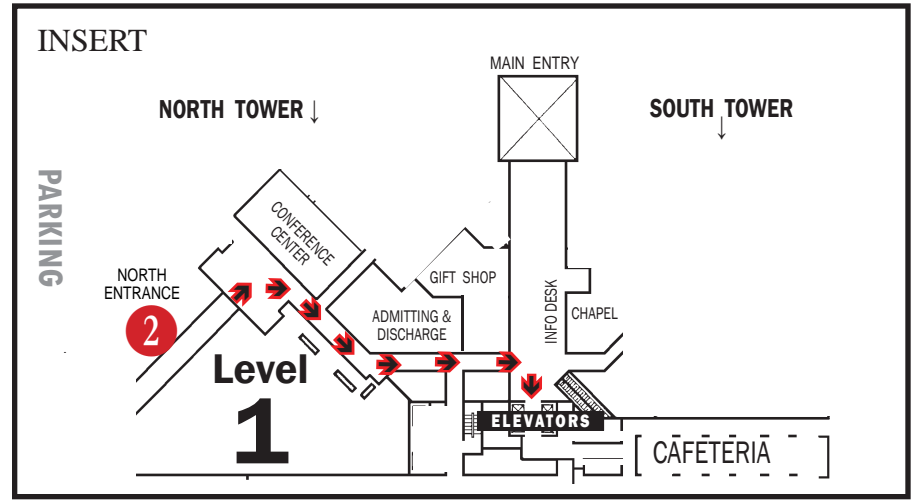 INSERT
MAIN ENTRY
NORTH TOWER ↓
SOUTH TOWER
↓
PARKING
CONFERENCE
CENTER
NORTH
ENTRANCE
2
GIFT SHOP
ADMITTING &
DISCHARGE
INFO DESK
CHAPEL
Level
1
ELEVATORS
CAFETERIA